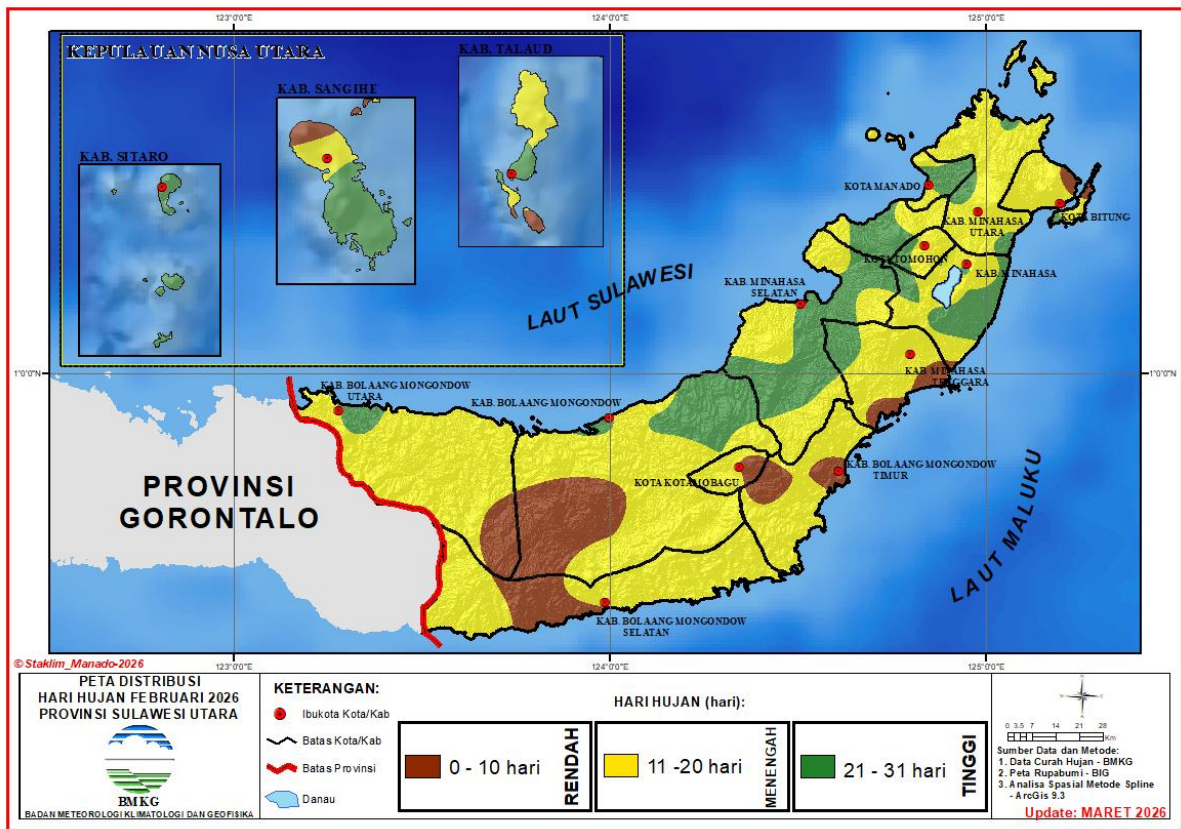 123°0'0"E
124°0'0"E
125°0'0"E
KEPULAUAN NUSA UTARA
KAB. TALAUD
KAB. SANGIHE
KAB. SITARO
KOTA MANADO
KAB. MINAHASA
UTARA
KOTA BITUNG
KOTA TOMOHON
KAB. MINAHASA
KAB. MINAHASA
SELATAN
LAUT SULAWESI
1°0'0"N
1°0'0"N
KAB. MINAHASA
TENGGARA
KAB. BOLAANG MONGONDOW
UTARA
KAB. BOLAANG MONGONDOW
KAB. BOLAANG MONGONDOW
TIMUR
KOTA KOTAMOBAGU
PROVINSI
GORONTALO
LAUT MALUKU
KAB. BOLAANG MONGONDOW
SELATAN
© Staklim_Manado-2026
123°0'0"E
124°0'0"E
125°0'0"E
PETA DISTRIBUSI
HARI HUJAN FEBRUARI 2026
PROVINSI SULAWESI UTARA
BMKG
BADAN METEOROLOGI KLIMATOLOGI DAN GEOFISIKA
KETERANGAN:
Ibukota Kota/Kab
Batas Kota/Kab
Batas Provinsi
Danau
HARI HUJAN (hari):
0 - 10 hari
RENDAH
11 -20 hari
MENENGAH
21 - 31 hari
TINGGI
0 3.5 7 14 21 28
Km
Sumber Data dan Metode:
1. Data Curah Hujan - BMKG
2. Peta Rupabumi - BIG
3. Analisa Spasial Metode Spline
- ArcGis 9.3
Update: MARET 2026